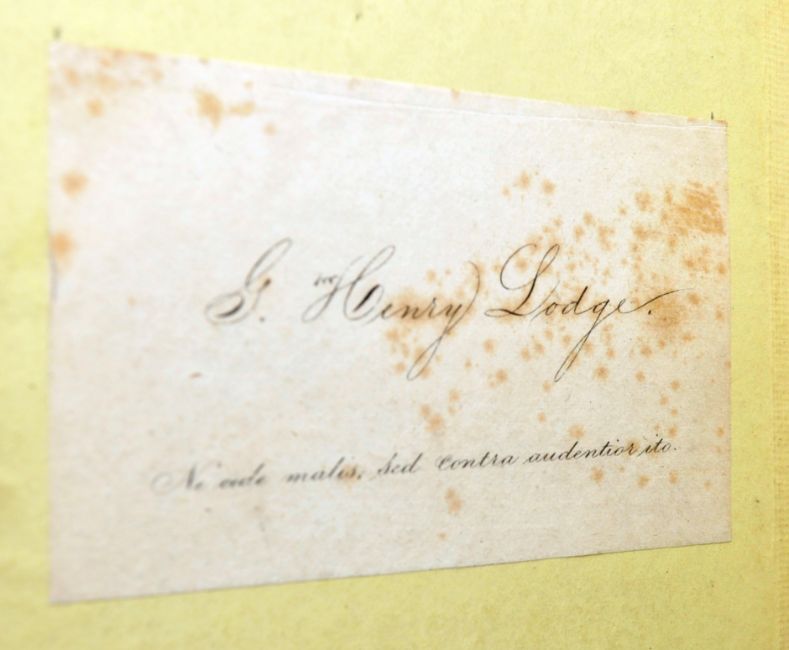 G. Henry Lodge.
Ne cede malis, sed contra audentior ito.